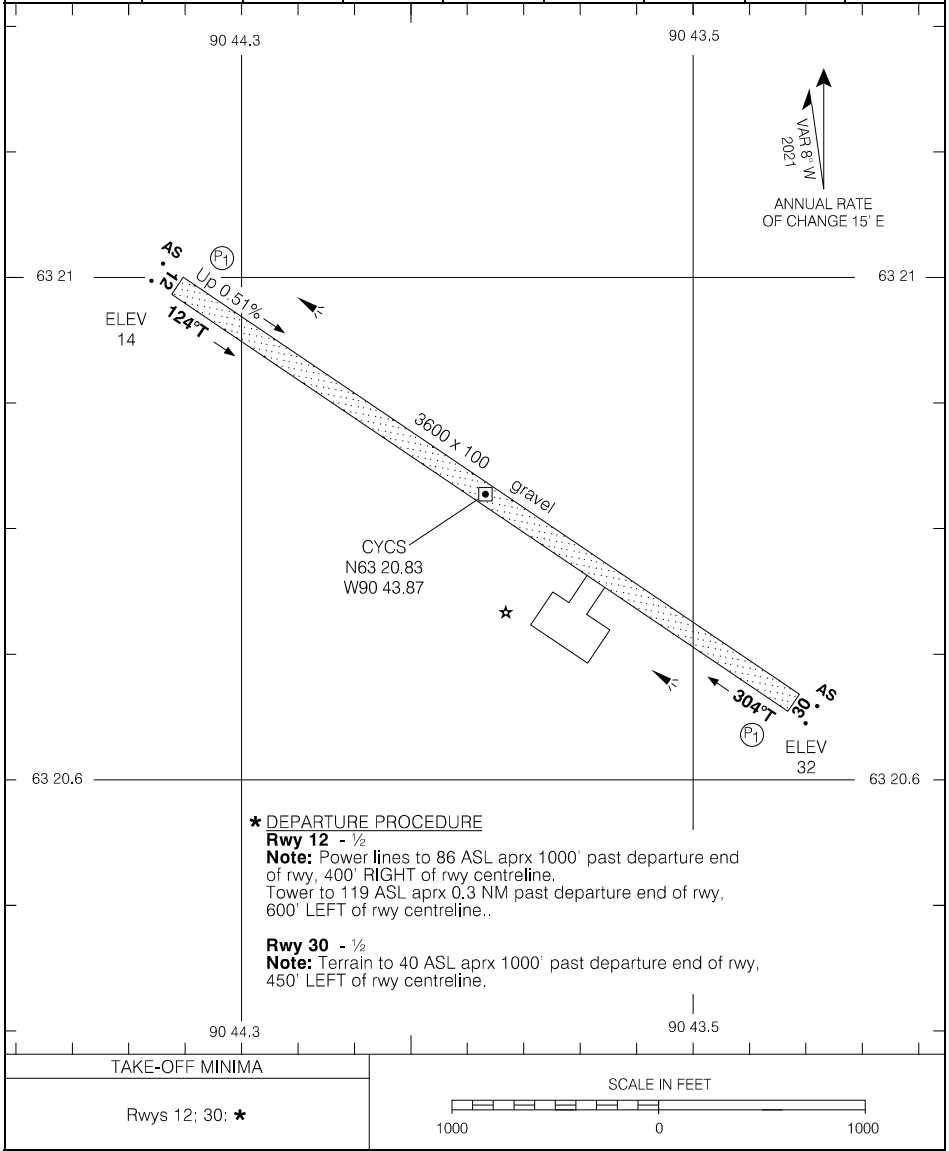 90 44.3
90 43.5
VAR 8° W
2021
ANNUAL RATE
OF CHANGE 15' E
63 21
63 21
AS
P1
12
Up 0.51%
ELEV
14
124°T
3600 x 100
gravel
CYCS
N63 20.83
W90 43.87
AS
30
304°T
P1
ELEV
32
63 20.6
63 20.6
* DEPARTURE PROCEDURE
Rwy 12 - ½
Note: Power lines to 86 ASL aprx 1000' past departure end
of rwy, 400' RIGHT of rwy centreline.
Tower to 119 ASL aprx 0.3 NM past departure end of rwy,
600' LEFT of rwy centreline..
Rwy 30 - ½
Note: Terrain to 40 ASL aprx 1000' past departure end of rwy,
450' LEFT of rwy centreline.
90 44.3
90 43.5
TAKE-OFF MINIMA
Rwys 12; 30: *
SCALE IN FEET
1000 0 1000